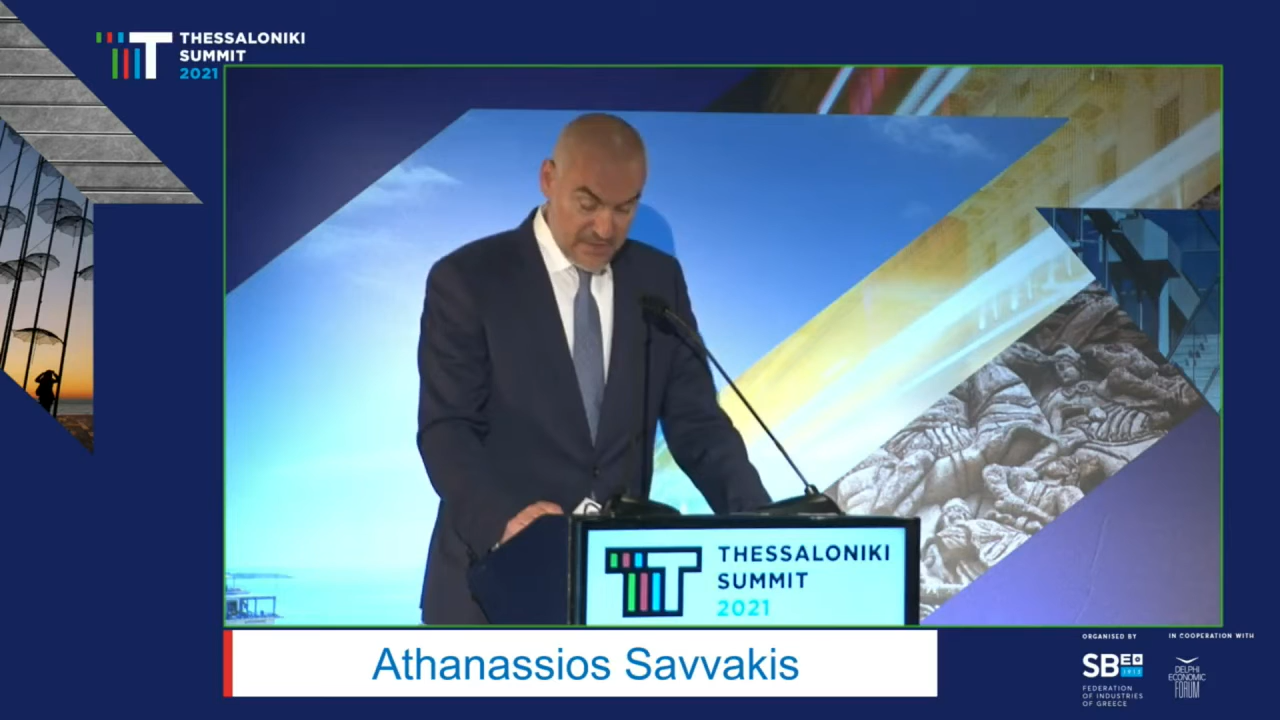 THESSALONIKI
SUMMIT
2021
THESSALONIKI
SUMMIT
2021
Athanassios Savvakis
ORGANISED BY
SBE
1915
FEDERATION
OF INDUSTRIES
OF GREECE
IN COOPERATION WITH
DELPHI
ECONOMIC
FORUM